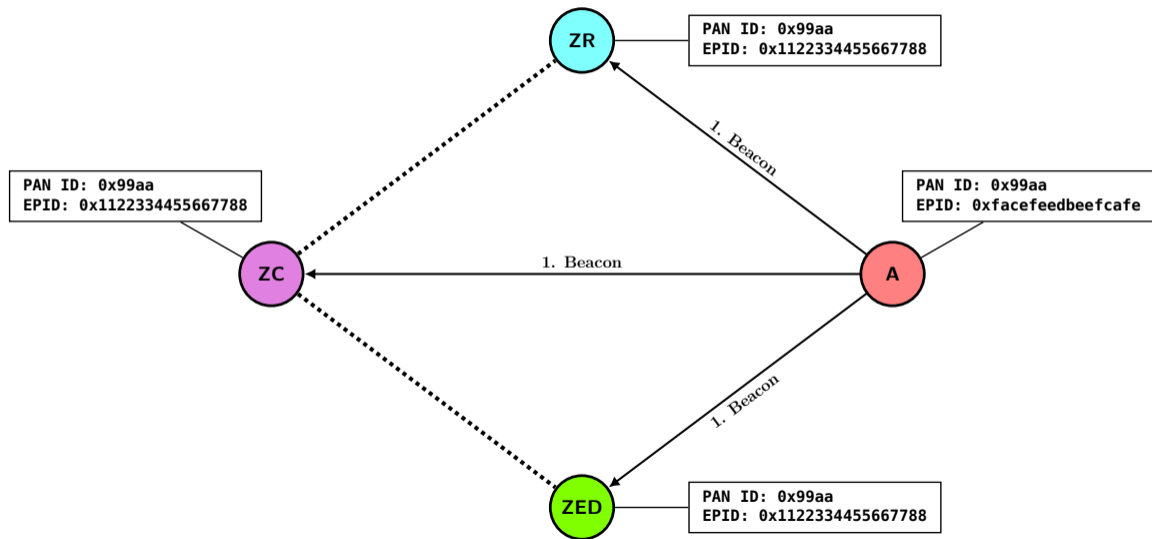 ZR
PAN ID: 0x99aa
EPID: 0x1122334455667788
1. Beacon
PAN ID: 0x99aa
EPID: 0x1122334455667788
PAN ID: 0x99aa
EPID: 0xfacefeedbeefcafe
ZC
1. Beacon
A
1. Beacon
ZED
PAN ID: 0x99aa
EPID: 0x1122334455667788